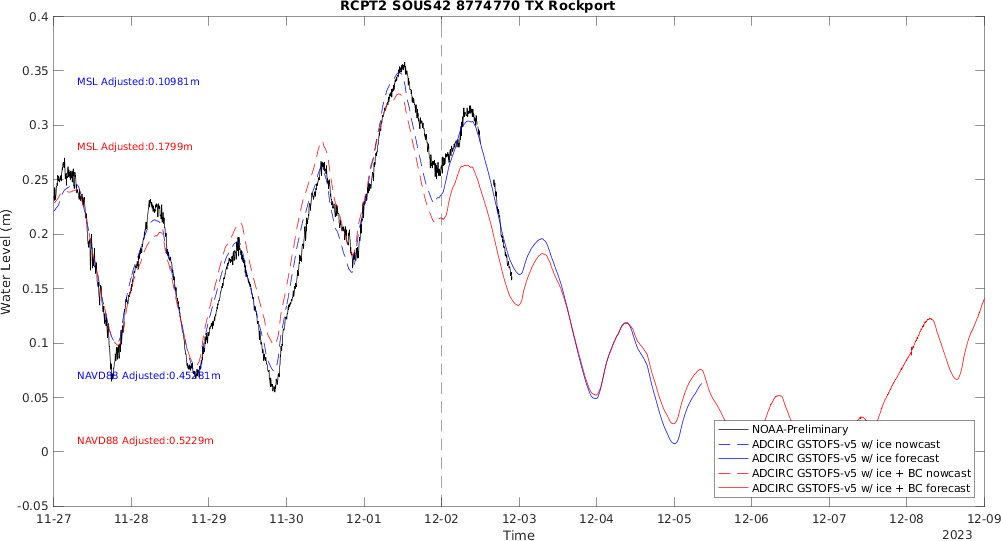 RCPT2 SOUS42 8774770 TX Rockport
0.4
0.35
0.3
0.25
0.2
0.15
0.1
0.05
0
-0.05
Water Level (m)
MSL Adjusted:0.10981m
MSL Adjusted:0.1799m
NAVD88 Adjusted:0.45281m
NAVD88 Adjusted:0.5229m
NOAA-Preliminary
ADCIRC GSTOFS-v5 w/ ice nowcast
ADCIRC GSTOFS-v5 w/ ice forecast
ADCIRC GSTOFS-v5 w/ ice + BC nowcast
ADCIRC GSTOFS-v5 w/ ice + BC forecast
11-27 11-28 11-29 11-30 12-01 12-02 12-03 12-04 12-05 12-06 12-07 12-08 12-09
Time
2023